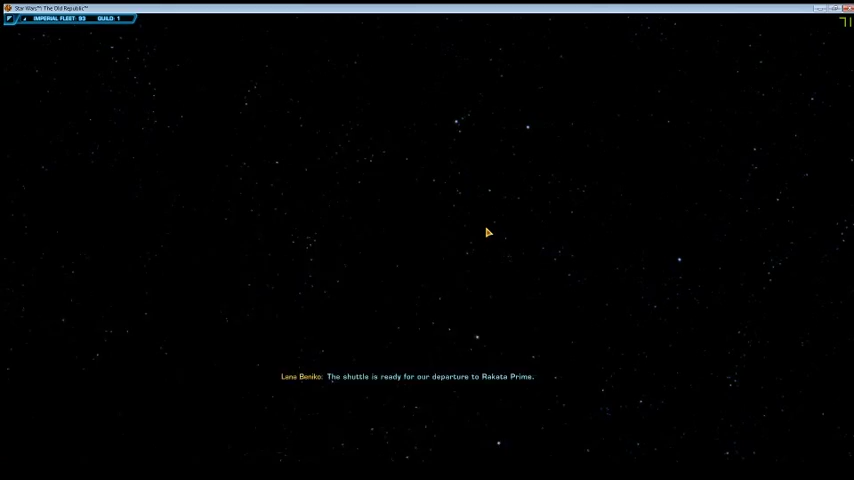 Star Wars™: The Old Republic™
IMPERIAL FLEET: 93 GUILD: 1
Lana Beniko: The shuttle is ready for our departure to Rakata Prime.